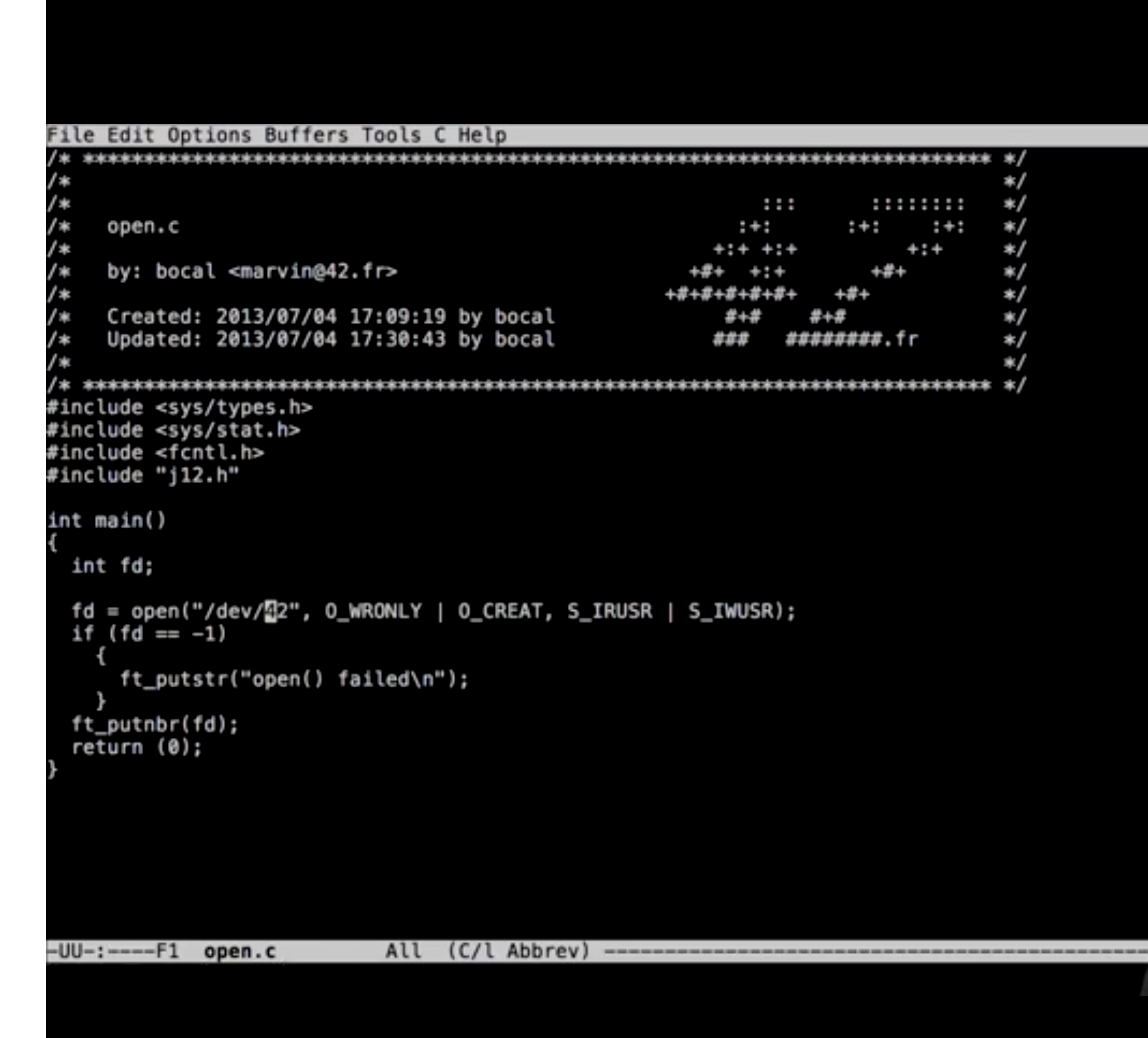 File Edit Options Buffers Tools C Help
/* ************************************************************************** */
/*                                                                            */
/*                                                        :::      ::::::::   */
/*   open.c                                             :+:      :+:    :+:   */
/*                                                    +:+ +:+         +:+     */
/*   by: bocal <marvin@42.fr>                       +#+  +:+       +#+        */
/*                                                +#+#+#+#+#+   +#+           */
/*   Created: 2013/07/04 17:09:19 by bocal             #+#    #+#             */
/*   Updated: 2013/07/04 17:30:43 by bocal            ###   ########.fr       */
/*                                                                            */
/* ************************************************************************** */
#include <sys/types.h>
#include <sys/stat.h>
#include <fcntl.h>
#include "j12.h"

int main()
{
  int fd;

  fd = open("/dev/42", O_WRONLY | O_CREAT, S_IRUSR | S_IWUSR);
  if (fd == -1)
    {
      ft_putstr("open() failed\n");
    }
  ft_putnbr(fd);
  return (0);
}
-UU-:----F1  open.c         All  (C/l Abbrev) ---------------------------------------------